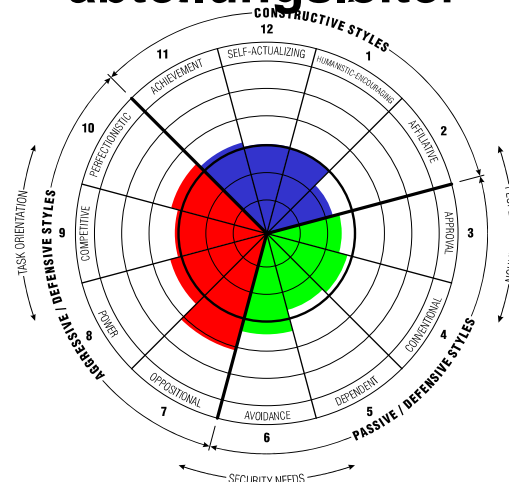 CONSTRUCTIVE STYLES
12
SELF-ACTUALIZING
11
ACHIEVEMENT
1
HUMANISTIC-ENCOURAGING
10
PERFECTIONISTIC
2
AFFILIATIVE
TASK ORIENTATION
AGGRESSIVE / DEFENSIVE STYLES
9
COMPETITIVE
APPROVAL
3
8
POWER
CONVENTIONAL
4
OPPOSITIONAL
7
AVOIDANCE
6
DEPENDENT
5
PASSIVE / DEFENSIVE STYLES
SECURITY NEEDS